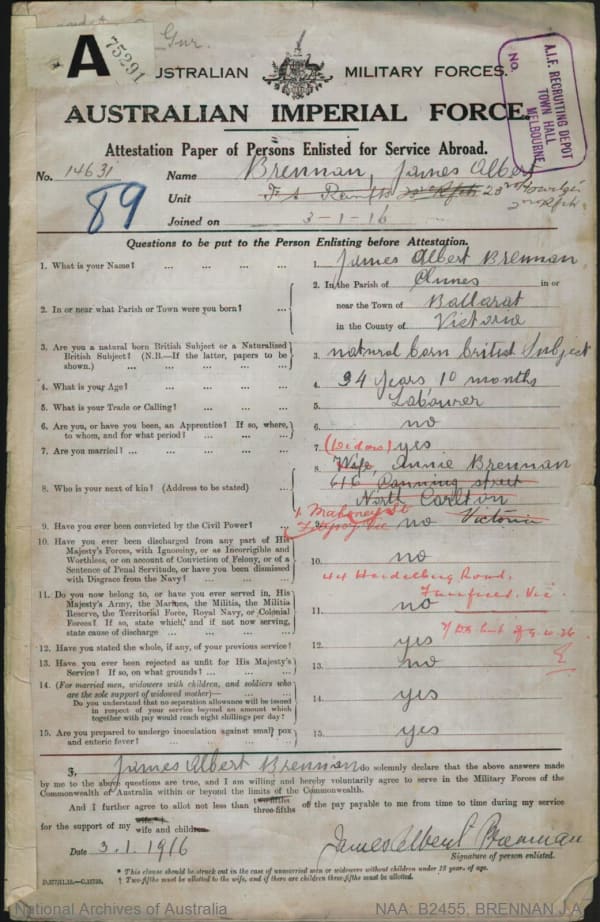 A
75291
Gnr.
AUSTRALIAN MILITARY FORCES.
AUSTRALIAN IMPERIAL FORCE.
A.I.F. RECRUITING DEPOT
TOWN HALL
MELBOURNE
NO.
Attestation Paper of Persons Enlisted for Service Abroad.
No. 14631 Name Brennan, James Albert
89
Unit 23rd Howitzer
2nd Rfts
Joined on 3-1-16
Questions to be put to the Person Enlisting before Attestation.
1. What is your Name? ... ... ... ... 1. James Albert Brennan
2. In or near what Parish or Town were you born? ... 2. In the Parish of Clunes in or
near the Town of Ballarat
in the County of Victoria
3. Are you a natural born British Subject or a Naturalised British Subject? (N.B.—If the latter, papers to be shown.) ... ... ... ... 3. natural born british Subject
4. What is your Age? ... ... ... ... 4. 34 years 10 months
5. What is your Trade or Calling? ... ... ... 5. Labourer
6. Are you, or have you been, an Apprentice? If so, where, to whom, and for what period? ... ... ... 6. no
7. Are you married? ... ... ... ... ... 7. yes
(Widow)
8. Who is your next of kin? (Address to be stated) ... 8. Wife, Annie Brennan
616 Canning street
North Carlton
Victoria
1 Mahoney St
Fitzroy Vic
9. Have you ever been convicted by the Civil Power? ... 9. no
10. Have you ever been discharged from any part of His Majesty's Forces, with Ignominy, or as Incorrigible and Worthless, or on account of Conviction of Felony, or of a Sentence of Penal Servitude, or have you been dismissed with Disgrace from the Navy? ... ... ... 10. no
44 Heidelberg Road,
Fairfield. Vic.
11. Do you now belong to, or have you ever served in, His Majesty's Army, the Marines, the Militia, the Militia Reserve, the Territorial Force, Royal Navy, or Colonial Forces? If so, state which, and if not now serving, state cause of discharge ... ... ... ... 11. no
12. Have you stated the whole, if any, of your previous service? 12. yes
13. Have you ever been rejected as unfit for His Majesty's Service? If so, on what grounds? ... ... ... 13. no
14. (For married men, widowers with children, and soldiers who are the sole support of widowed mother)—
Do you understand that no separation allowance will be issued in respect of your service beyond an amount which together with pay would reach eight shillings per day? 14. yes
15. Are you prepared to undergo inoculation against small pox and enteric fever? ... ... ... ... 15. yes
I, James Albert Brennan do solemnly declare that the above answers made
by me to the above questions are true, and I am willing and hereby voluntarily agree to serve in the Military Forces of the
Commonwealth of Australia within or beyond the limits of the Commonwealth.
And I further agree to allot not less than two-fifths three-fifths of the pay payable to me from time to time during my service
for the support of my wife and children
Date 3.1.1916 James Albert Brennan
Signature of person enlisted.
* This clause should be struck out in the case of unmarried men or widowers without children under 18 years of age.
† Two-fifths must be allotted to the wife, and if there are children three-fifths must be allotted.
National Archives of Australia NAA: B2455, BRENNAN J A